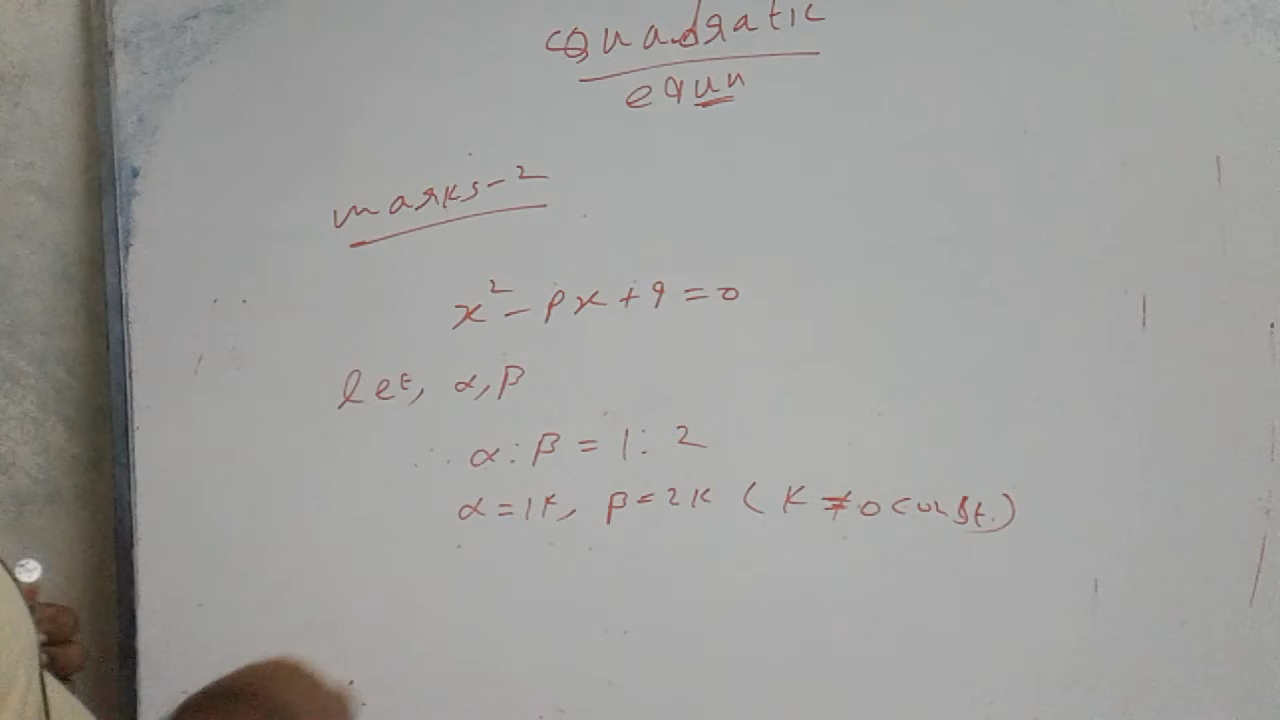 Quadratic
equn
marks-2
x² - px + q = 0
let, α, β
α : β = 1 : 2
α = 1k, β = 2k ( k ≠ 0 const.)